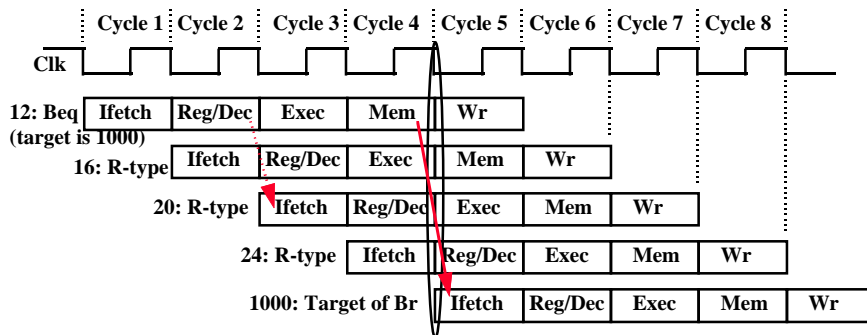 Cycle 1 Cycle 2 Cycle 3 Cycle 4 Cycle 5 Cycle 6 Cycle 7 Cycle 8
Clk
12: Beq Ifetch Reg/Dec Exec Mem Wr
(target is 1000)
16: R-type Ifetch Reg/Dec Exec Mem Wr
20: R-type Ifetch Reg/Dec Exec Mem Wr
24: R-type Ifetch Reg/Dec Exec Mem Wr
1000: Target of Br Ifetch Reg/Dec Exec Mem Wr